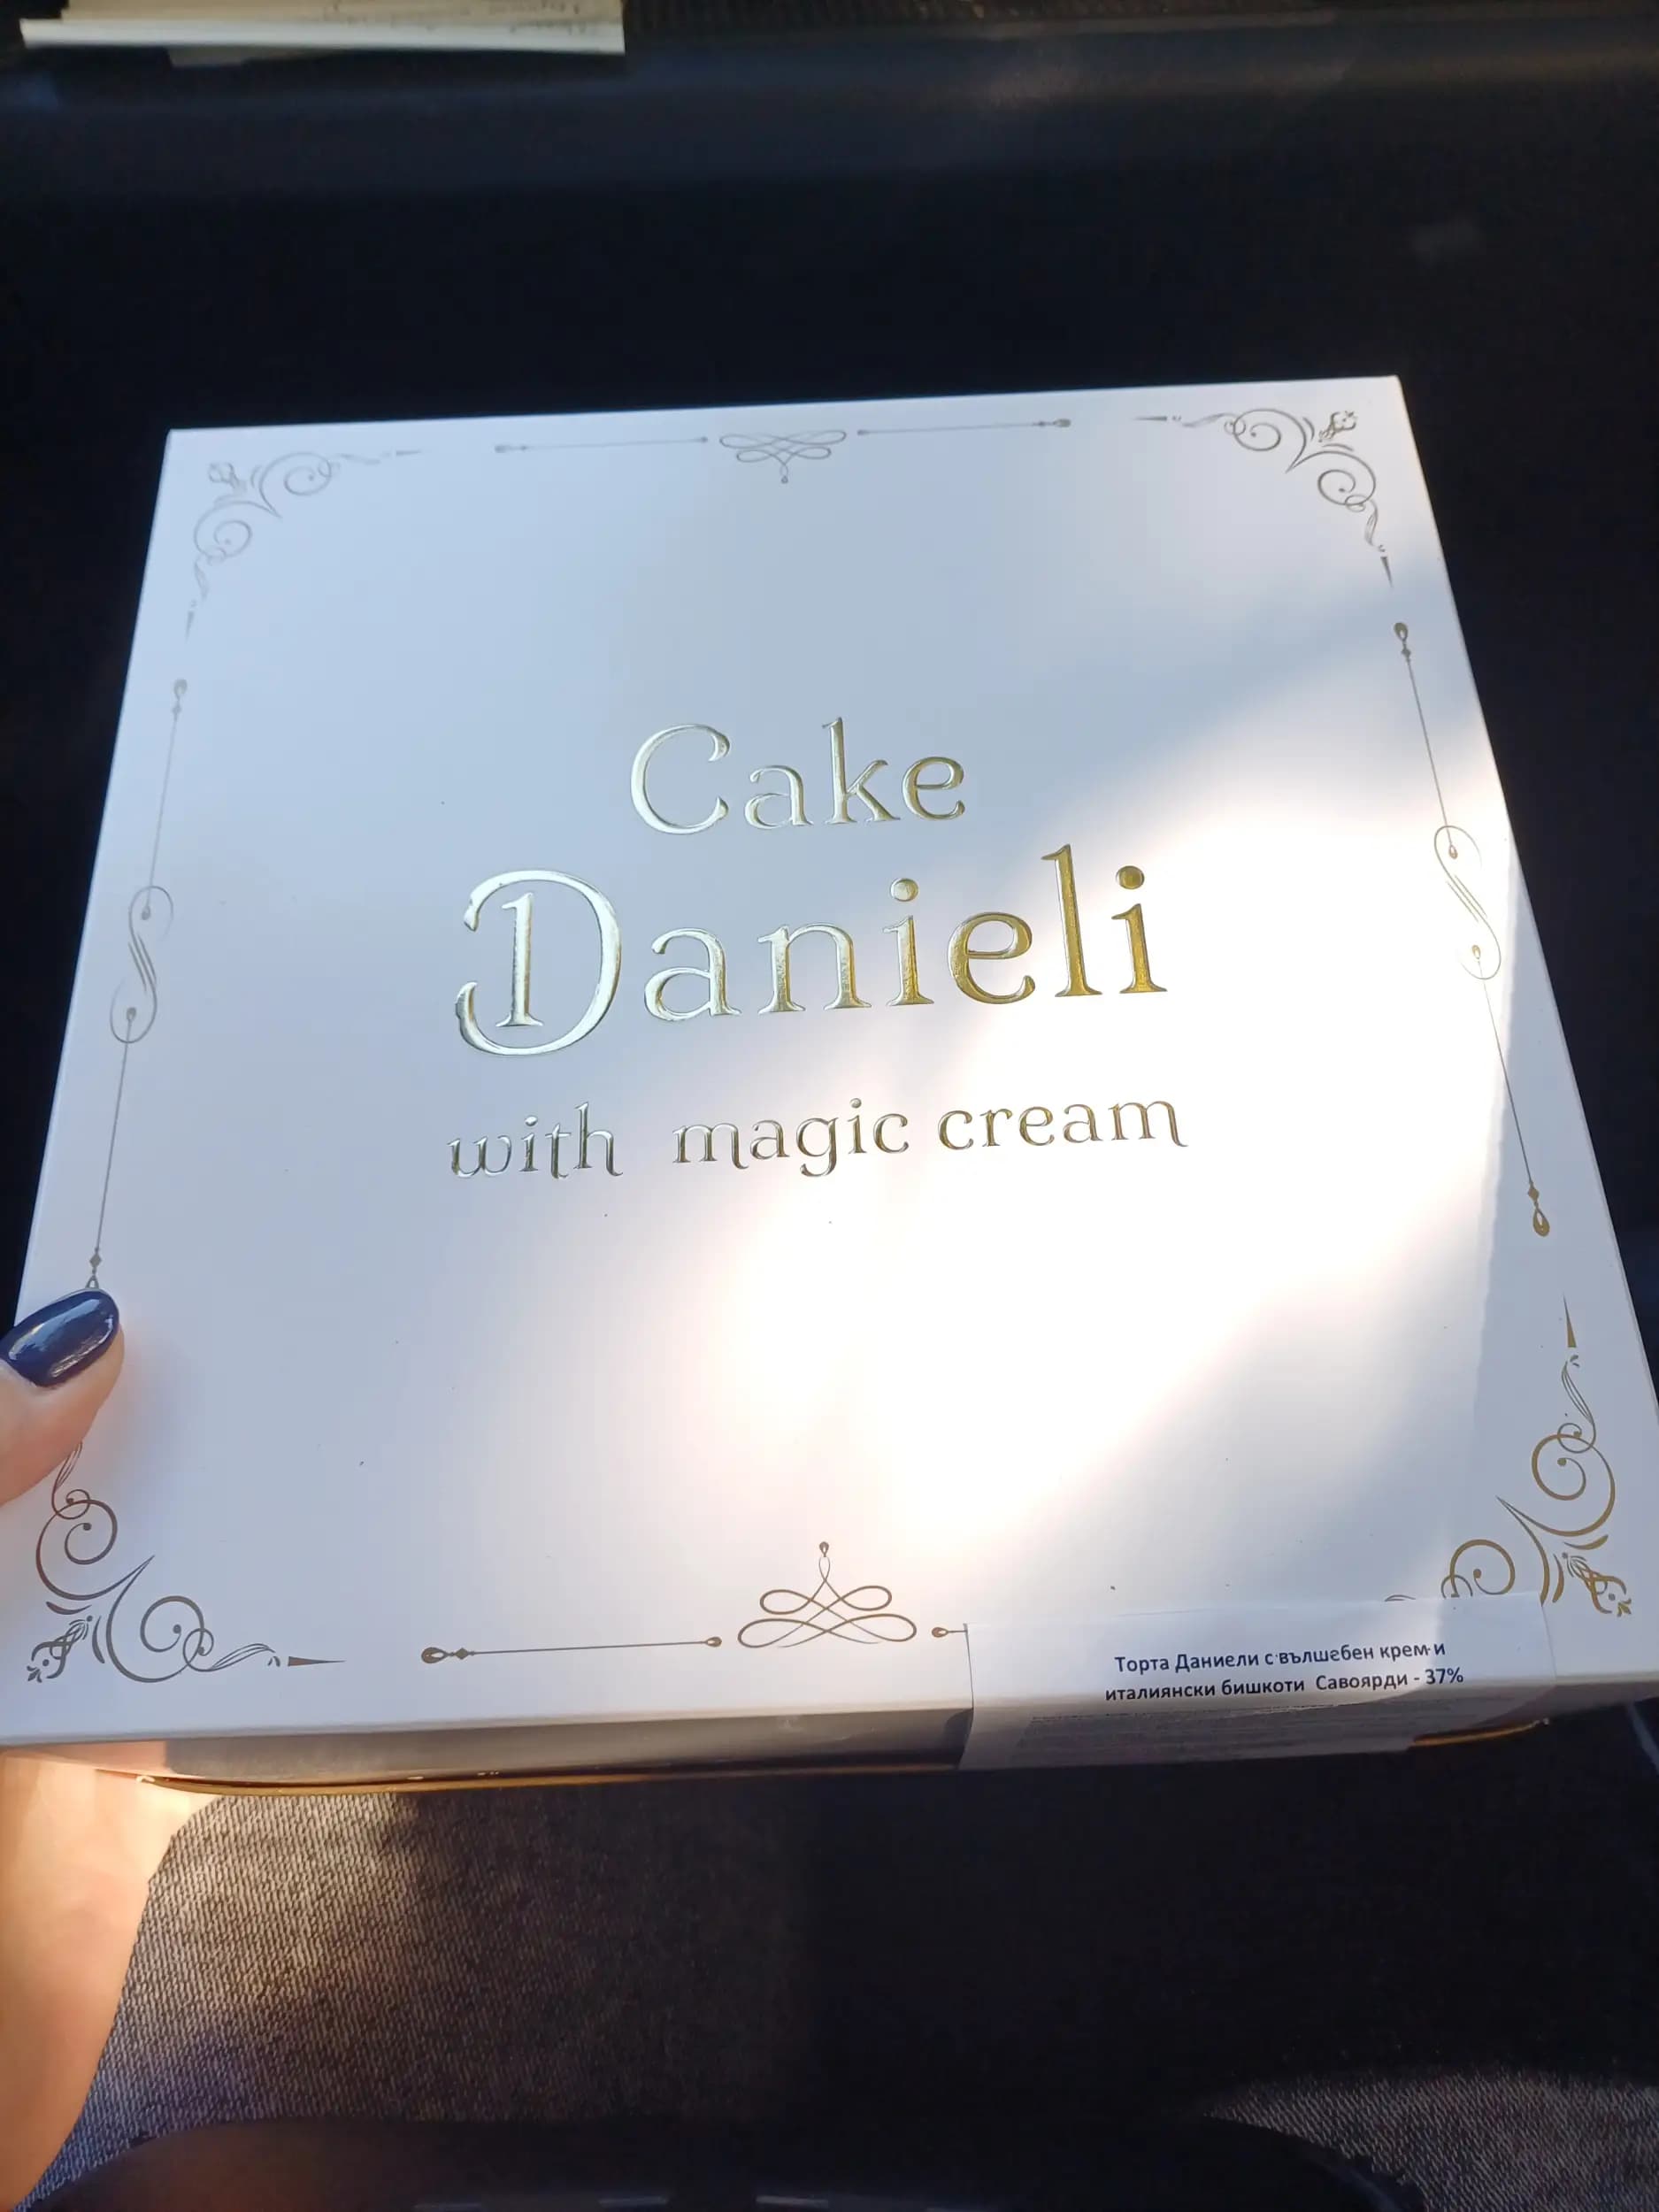 Cake
Danieli
with magic cream
Торта Даниели с вълшебен крем и
италиянски бишкоти Савоярди - 37%